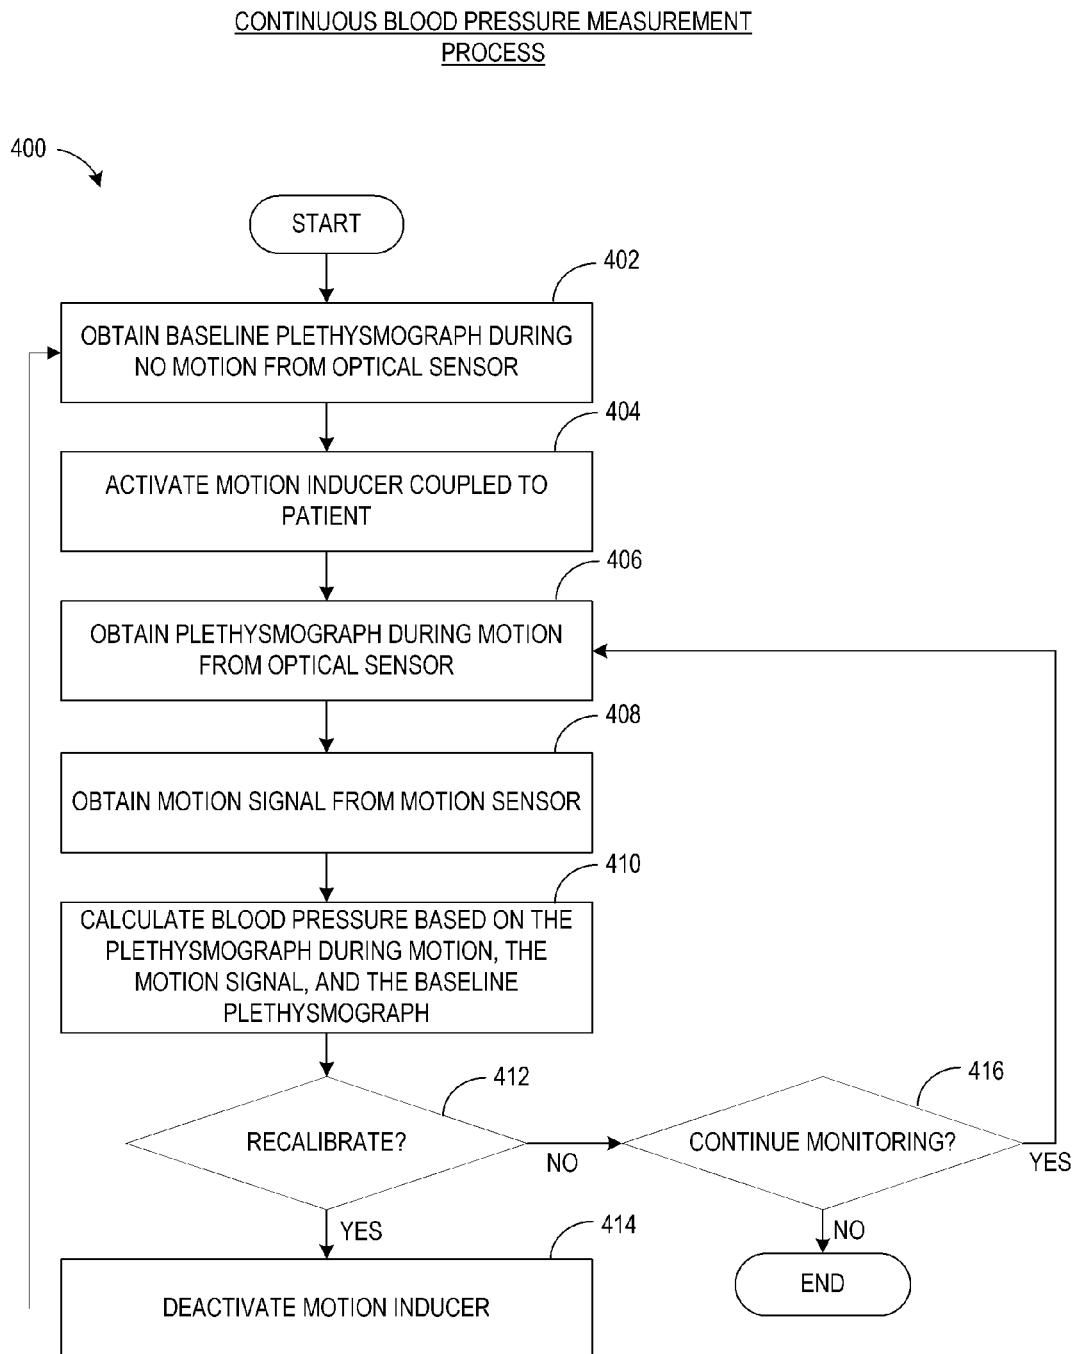 CONTINUOUS BLOOD PRESSURE MEASUREMENT
PROCESS
400
START
402
OBTAIN BASELINE PLETHYSMOGRAPH DURING
NO MOTION FROM OPTICAL SENSOR
404
ACTIVATE MOTION INDUCER COUPLED TO
PATIENT
406
OBTAIN PLETHYSMOGRAPH DURING MOTION
FROM OPTICAL SENSOR
408
OBTAIN MOTION SIGNAL FROM MOTION SENSOR
410
CALCULATE BLOOD PRESSURE BASED ON THE
PLETHYSMOGRAPH DURING MOTION, THE
MOTION SIGNAL, AND THE BASELINE
PLETHYSMOGRAPH
412
RECALIBRATE?
NO
416
CONTINUE MONITORING?
YES
YES
NO
414
DEACTIVATE MOTION INDUCER
END